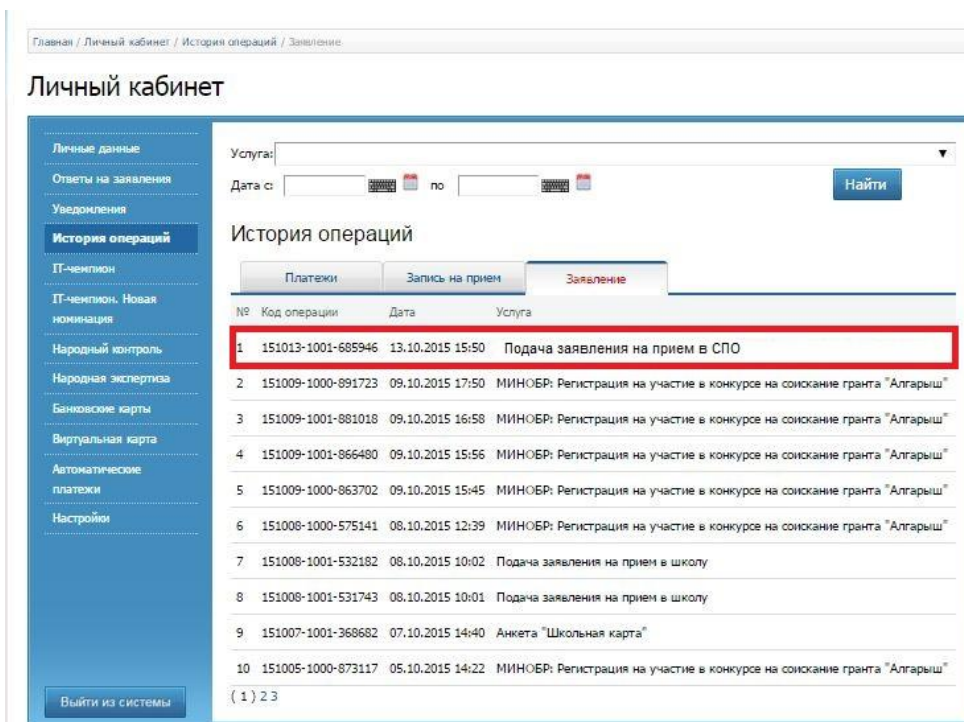 Главная / Личный кабинет / История операций / Заявление
Личный кабинет
Личные данные
Ответы на заявления
Уведомления
История операций
IT-чемпион
IT-чемпион. Новая
номинация
Народный контроль
Народная экспертиза
Банковские карты
Виртуальная карта
Автоматические
платежи
Настройки
Выйти из системы
Услуга:
Дата с: по Найти
История операций
Платежи Запись на прием Заявление
№ Код операции Дата Услуга
1 151013-1001-685946 13.10.2015 15:50 Подача заявления на прием в СПО
2 151009-1000-891723 09.10.2015 17:50 МИНОБР: Регистрация на участие в конкурсе на соискание гранта "Алгарыш"
3 151009-1001-881018 09.10.2015 16:58 МИНОБР: Регистрация на участие в конкурсе на соискание гранта "Алгарыш"
4 151009-1001-866480 09.10.2015 15:56 МИНОБР: Регистрация на участие в конкурсе на соискание гранта "Алгарыш"
5 151009-1000-863702 09.10.2015 15:45 МИНОБР: Регистрация на участие в конкурсе на соискание гранта "Алгарыш"
6 151008-1000-575141 08.10.2015 12:39 МИНОБР: Регистрация на участие в конкурсе на соискание гранта "Алгарыш"
7 151008-1001-532182 08.10.2015 10:02 Подача заявления на прием в школу
8 151008-1001-531743 08.10.2015 10:01 Подача заявления на прием в школу
9 151007-1001-368682 07.10.2015 14:40 Анкета "Школьная карта"
10 151005-1000-873117 05.10.2015 14:22 МИНОБР: Регистрация на участие в конкурсе на соискание гранта "Алгарыш"
( 1 ) 2 3